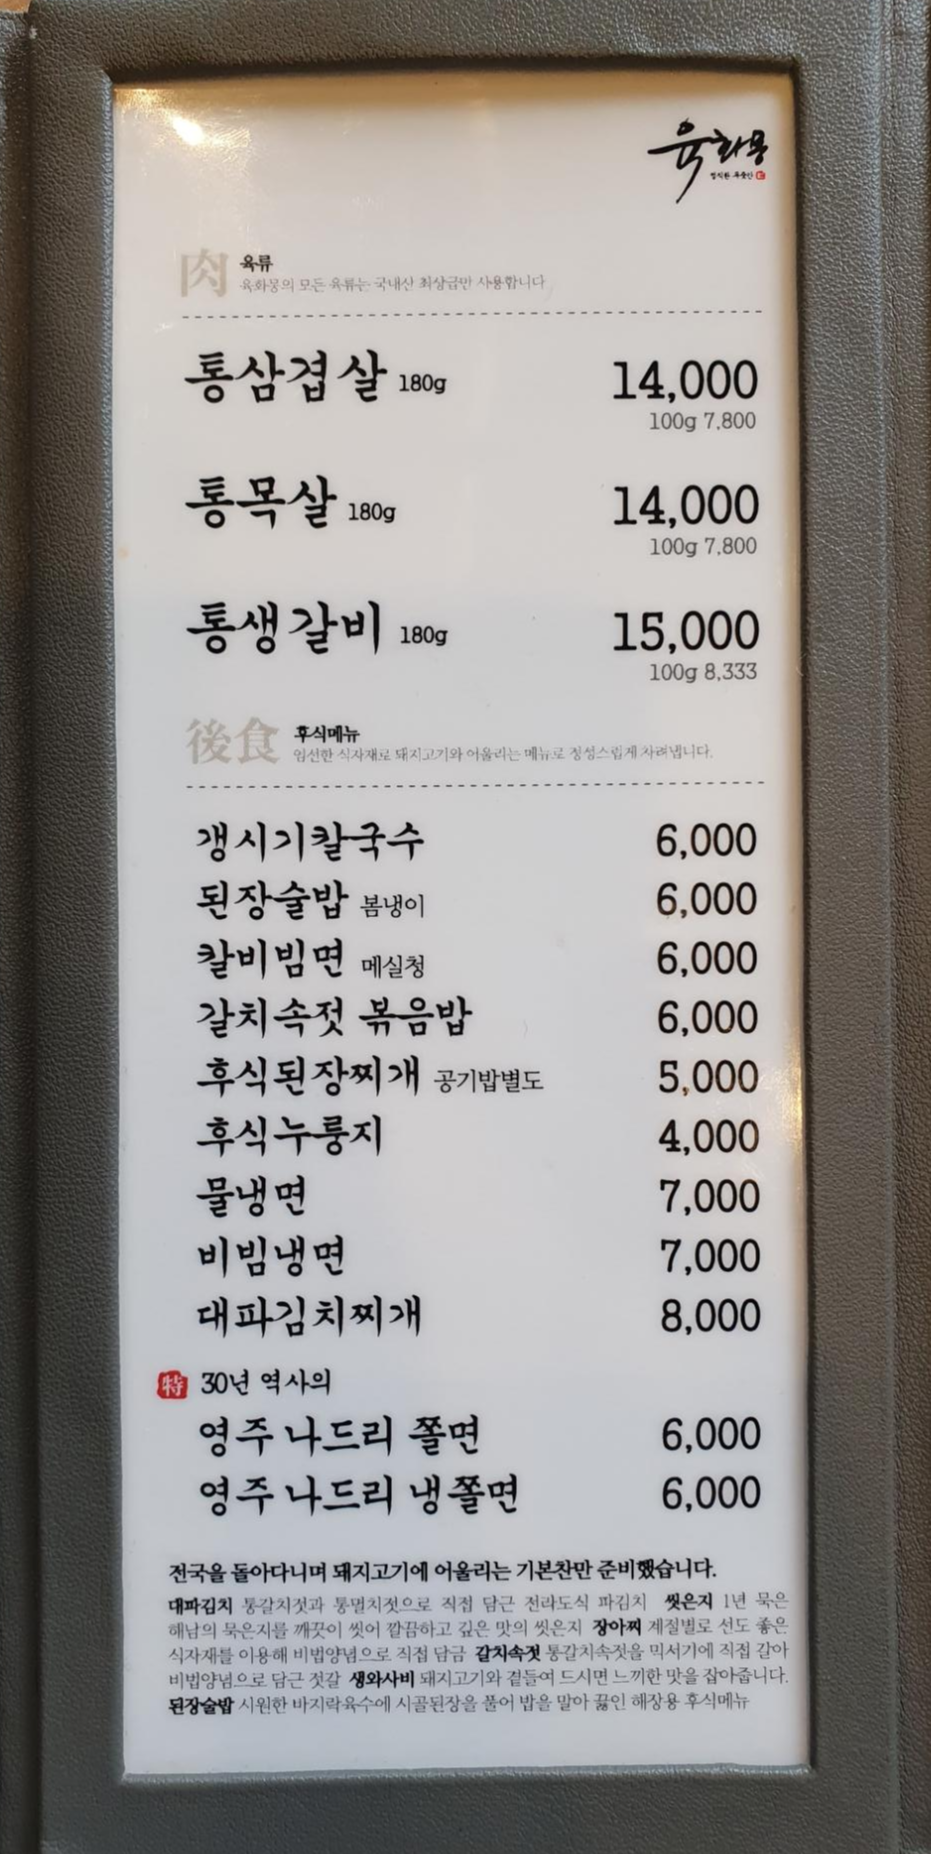 육화몽
肉 육류
육화몽의 모든 육류는 국내산 최상급만 사용합니다
통삼겹살 180g 14,000
100g 7,800
통목살 180g 14,000
100g 7,800
통생갈비 180g 15,000
100g 8,333
後食 후식메뉴
엄선한 식자재로 돼지고기와 어울리는 메뉴로 정성스럽게 차려냅니다.
갱시기칼국수 6,000
된장술밥 봄냉이 6,000
칼비빔면 메실청 6,000
갈치속젓 볶음밥 6,000
후식된장찌개 공기밥별도 5,000
후식누룽지 4,000
물냉면 7,000
비빔냉면 7,000
대파김치찌개 8,000
特 30년 역사의
영주 나드리 쫄면 6,000
영주 나드리 냉쫄면 6,000
전국을 돌아다니며 돼지고기에 어울리는 기본찬만 준비했습니다.
대파김치 통갈치젓과 통멸치젓으로 직접 담근 전라도식 파김치 씻은지 1년 묵은
해남의 묵은지를 깨끗이 씻어 깔끔하고 깊은 맛의 씻은지 장아찌 계절별로 선도 좋은
식자재를 이용해 비법양념으로 직접 담금 갈치속젓 통갈치속젓을 믹서기에 직접 갈아
비법양념으로 담근 젓갈 생와사비 돼지고기와 곁들여 드시면 느끼한 맛을 잡아줍니다.
된장술밥 시원한 바지락육수에 시골된장을 풀어 밥을 말아 끓인 해장용 후식메뉴